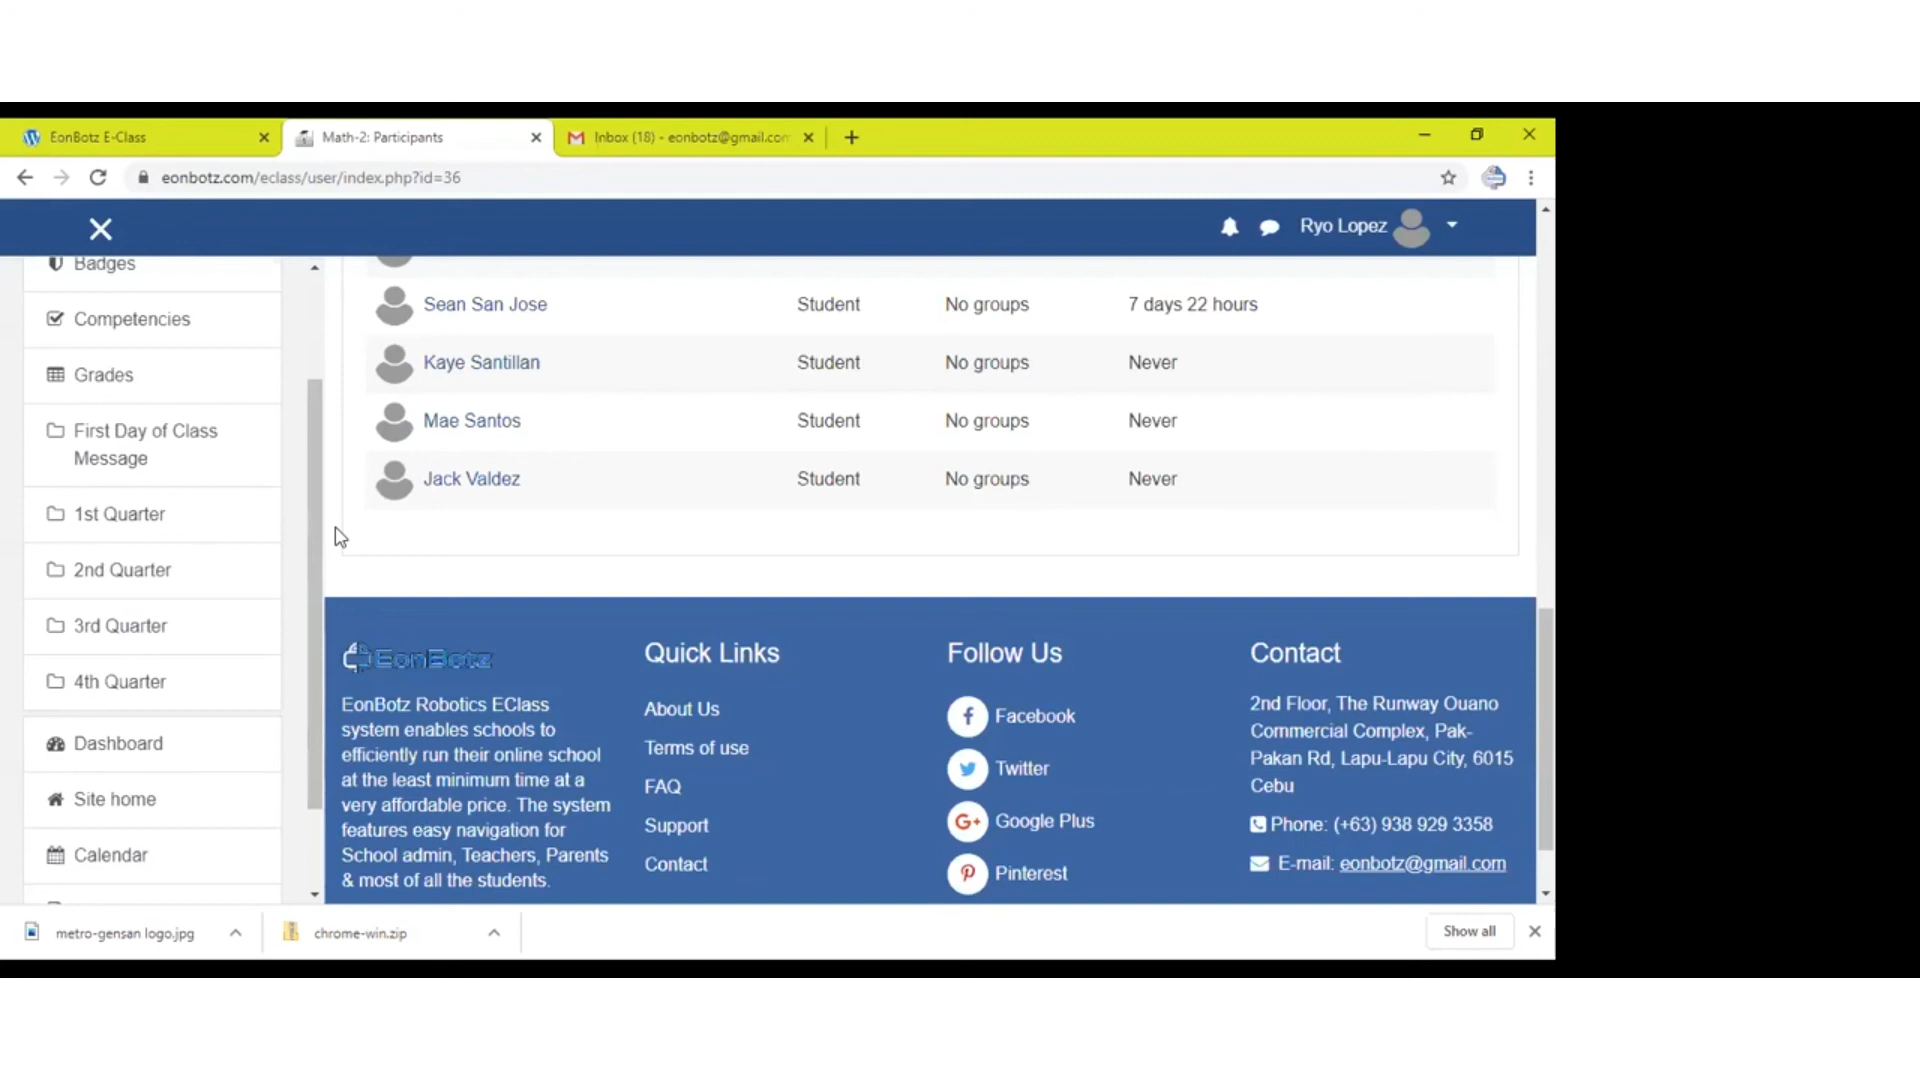 EonBotz E-Class
Math-2: Participants
Inbox (18) - eonbotz@gmail.com
eonbotz.com/eclass/user/index.php?id=36
Ryo Lopez
Badges
Competencies
Grades
First Day of Class
Message
1st Quarter
2nd Quarter
3rd Quarter
4th Quarter
Dashboard
Site home
Calendar
Sean San Jose Student No groups 7 days 22 hours
Kaye Santillan Student No groups Never
Mae Santos Student No groups Never
Jack Valdez Student No groups Never
EonBotz
EonBotz Robotics EClass
system enables schools to
efficiently run their online school
at the least minimum time at a
very affordable price. The system
features easy navigation for
School admin, Teachers, Parents
& most of all the students.
Quick Links
About Us
Terms of use
FAQ
Support
Contact
Follow Us
Facebook
Twitter
G+ Google Plus
Pinterest
Contact
2nd Floor, The Runway Ouano
Commercial Complex, Pak-
Pakan Rd, Lapu-Lapu City, 6015
Cebu
Phone: (+63) 938 929 3358
E-mail: eonbotz@gmail.com
metro-gensan logo.jpg
chrome-win.zip
Show all